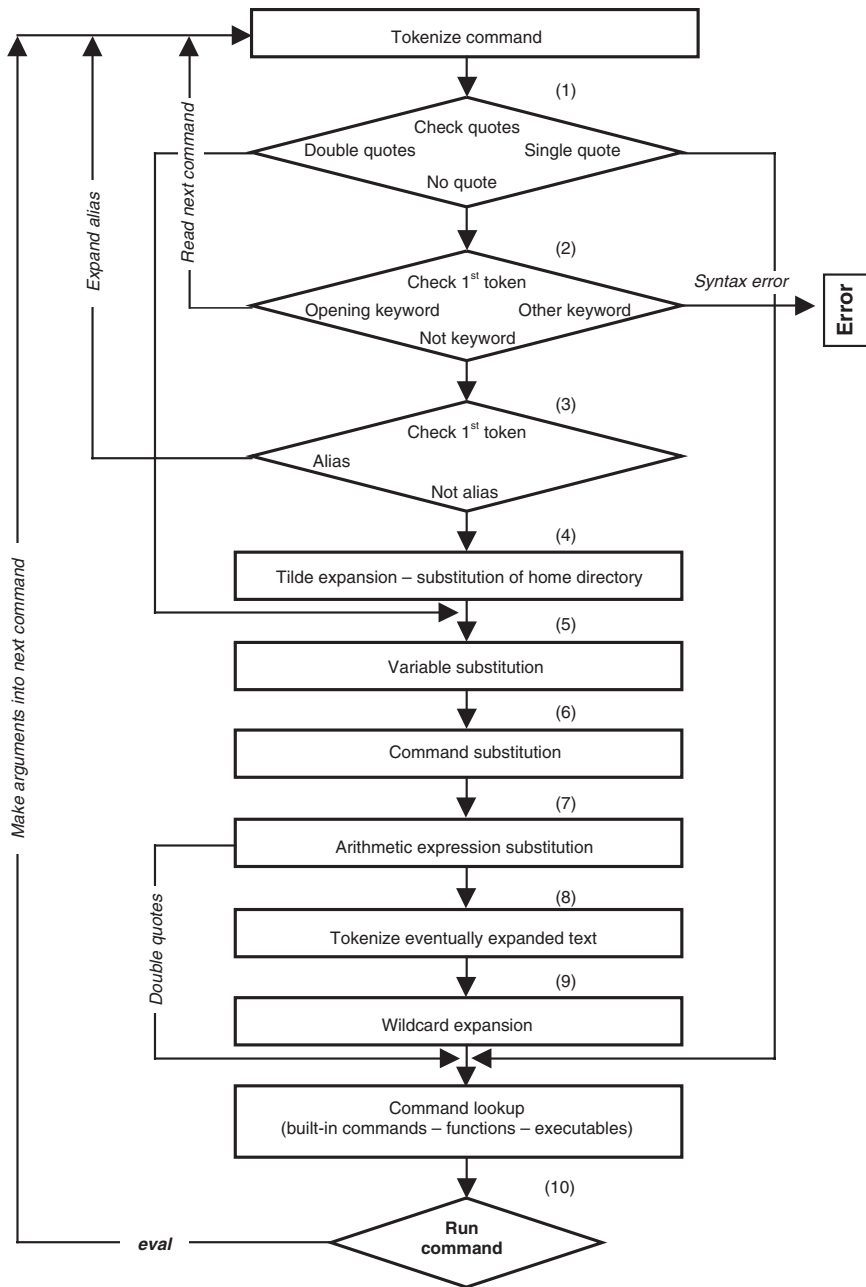 Tokenize command
(1)
Check quotes
Double quotes
Single quote
No quote
(2)
Check 1st token
Opening keyword
Other keyword
Not keyword
Syntax error
Error
(3)
Check 1st token
Alias
Not alias
(4)
Tilde expansion – substitution of home directory
(5)
Variable substitution
(6)
Command substitution
(7)
Arithmetic expression substitution
(8)
Tokenize eventually expanded text
(9)
Wildcard expansion
Command lookup
(built-in commands – functions – executables)
(10)
Run
command
eval
Make arguments into next command
Expand alias
Read next command
Double quotes